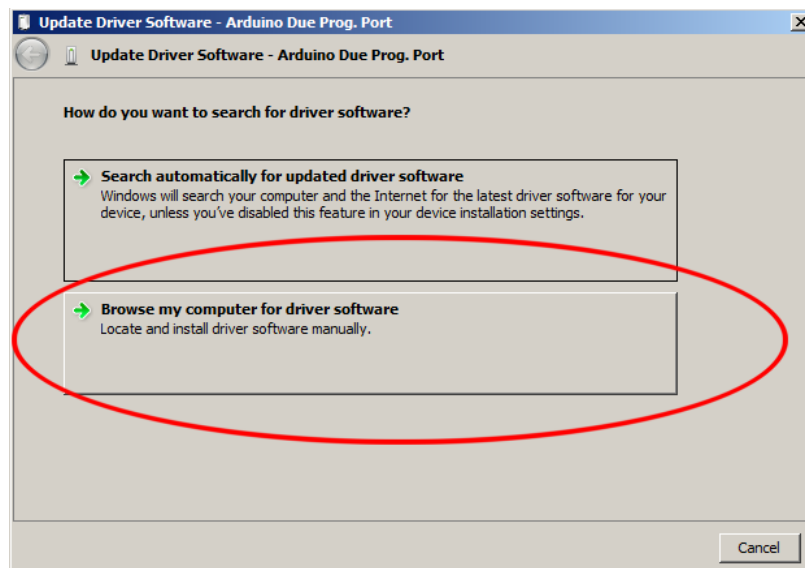 Update Driver Software - Arduino Due Prog. Port
Update Driver Software - Arduino Due Prog. Port
How do you want to search for driver software?
Search automatically for updated driver software
Windows will search your computer and the Internet for the latest driver software for your
device, unless you've disabled this feature in your device installation settings.
Browse my computer for driver software
Locate and install driver software manually.
Cancel